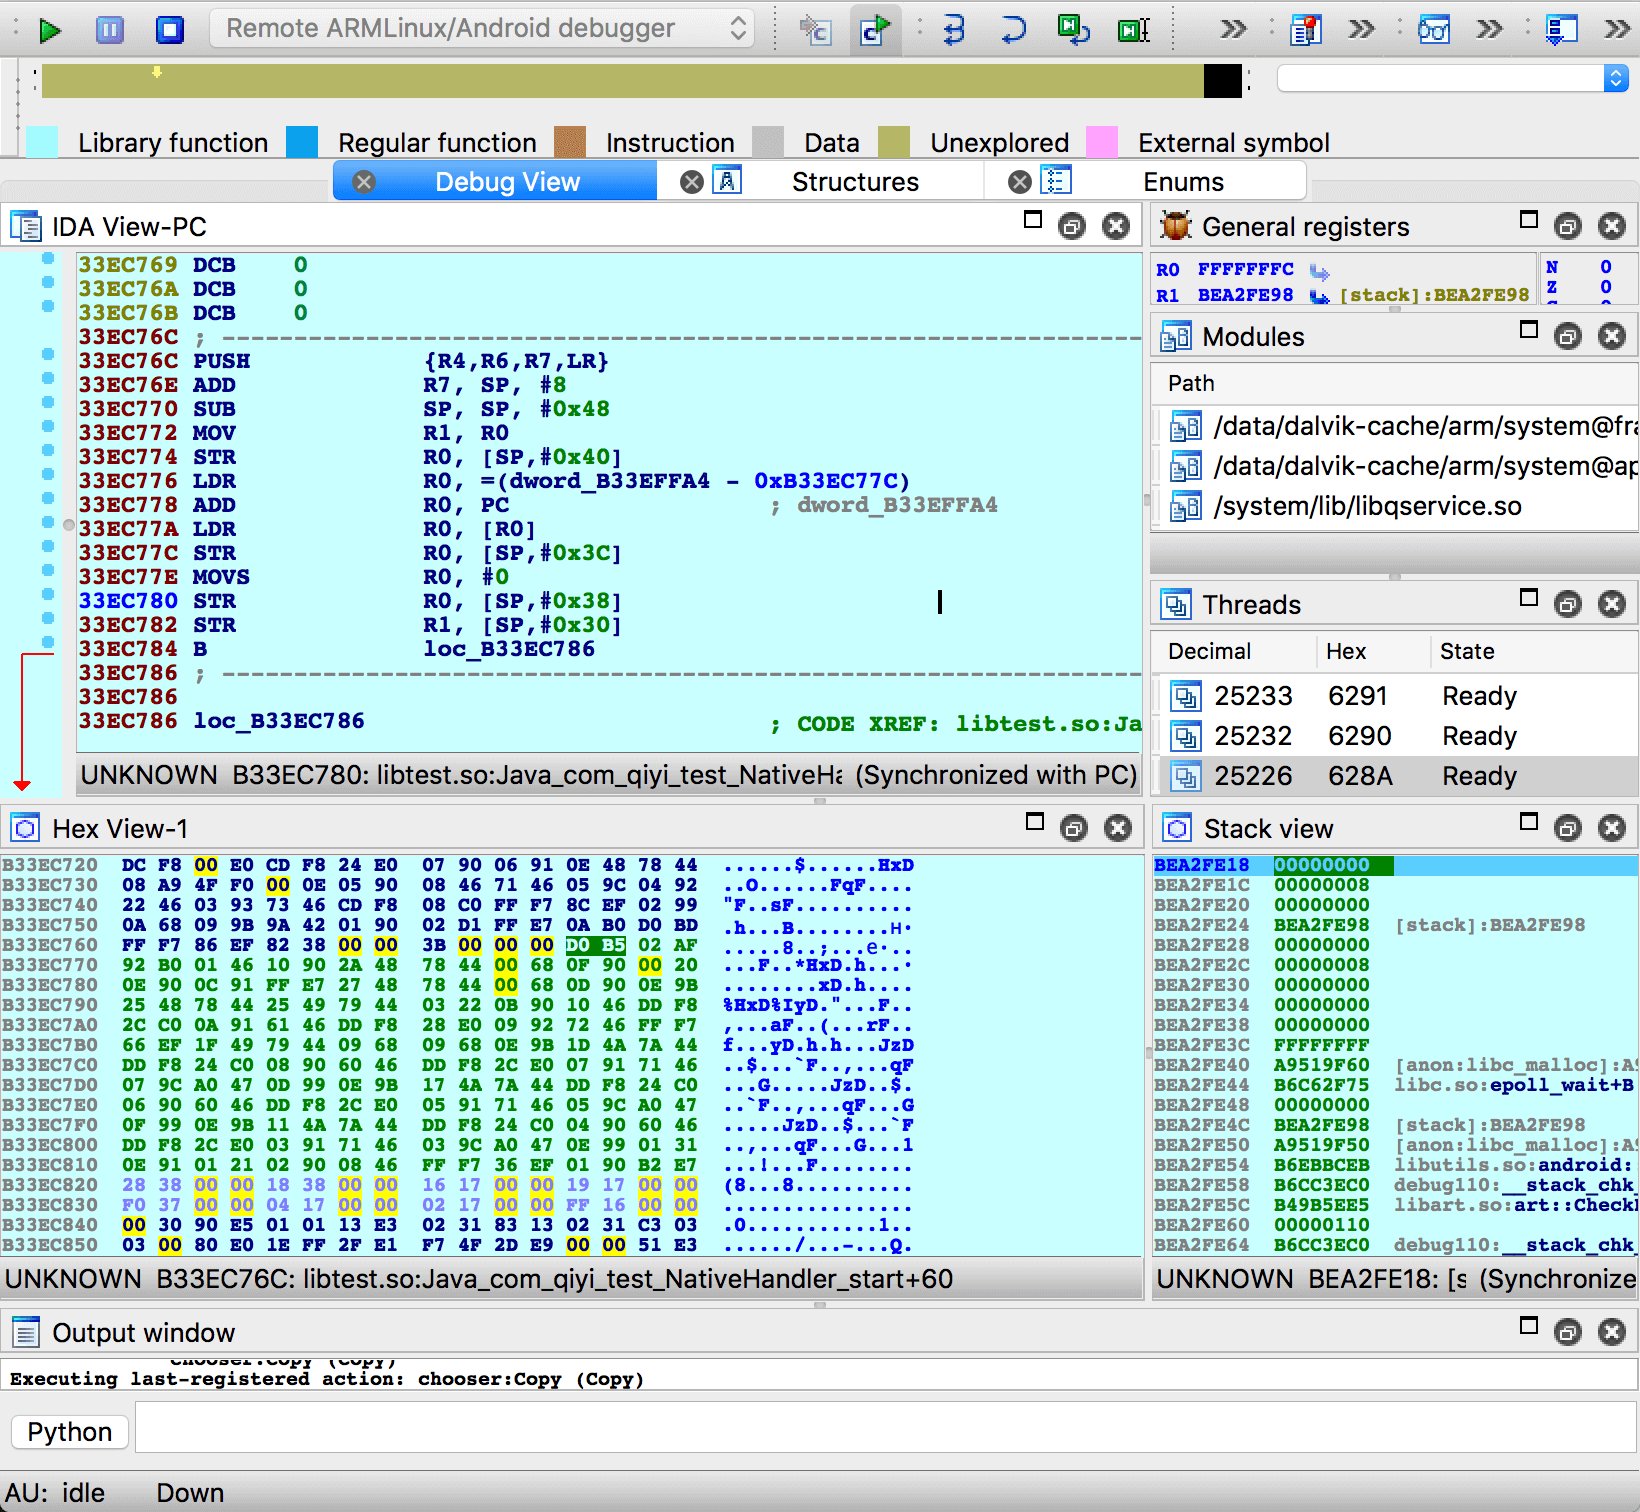 Remote ARMLinux/Android debugger
Library function Regular function Instruction Data Unexplored External symbol
Debug View Structures Enums
IDA View-PC
33EC769 DCB 0
33EC76A DCB 0
33EC76B DCB 0
33EC76C ; ----------------------------------------------------------------
33EC76C PUSH {R4,R6,R7,LR}
33EC76E ADD R7, SP, #8
33EC770 SUB SP, SP, #0x48
33EC772 MOV R1, R0
33EC774 STR R0, [SP,#0x40]
33EC776 LDR R0, =(dword_B33EFFA4 - 0xB33EC77C)
33EC778 ADD R0, PC ; dword_B33EFFA4
33EC77A LDR R0, [R0]
33EC77C STR R0, [SP,#0x3C]
33EC77E MOVS R0, #0
33EC780 STR R0, [SP,#0x38]
33EC782 STR R1, [SP,#0x30]
33EC784 B loc_B33EC786
33EC786 ; ----------------------------------------------------------------
33EC786
33EC786 loc_B33EC786 ; CODE XREF: libtest.so:Ja
UNKNOWN B33EC780: libtest.so:Java_com_qiyi_test_NativeHa (Synchronized with PC)
General registers
R0 FFFFFFFC
R1 BEA2FE98 [stack]:BEA2FE98
N 0
Z 0
Modules
Path
/data/dalvik-cache/arm/system@fra
/data/dalvik-cache/arm/system@ap
/system/lib/libqservice.so
Threads
Decimal Hex State
25233 6291 Ready
25232 6290 Ready
25226 628A Ready
Hex View-1
B33EC720 DC F8 00 E0 CD F8 24 E0 07 90 06 91 0E 48 78 44 ......$......HxD
B33EC730 08 A9 4F F0 00 0E 05 90 08 46 71 46 05 9C 04 92 ..O......FqF....
B33EC740 22 46 03 93 73 46 CD F8 08 C0 FF F7 8C EF 02 99 "F..sF..........
B33EC750 0A 68 09 9B 9A 42 01 90 02 D1 FF E7 0A B0 D0 BD .h...B........H·
B33EC760 FF F7 86 EF 82 38 00 00 3B 00 00 00 D0 B5 02 AF .....8..;...e·..
B33EC770 92 B0 01 46 10 90 2A 48 78 44 00 68 0F 90 00 20 ...F..*HxD.h...·
B33EC780 0E 90 0C 91 FF E7 27 48 78 44 00 68 0D 90 0E 9B ........xD.h....
B33EC790 25 48 78 44 25 49 79 44 03 22 0B 90 10 46 DD F8 %HxD%IyD."...F..
B33EC7A0 2C C0 0A 91 61 46 DD F8 28 E0 09 92 72 46 FF F7 ,...aF..(...rF..
B33EC7B0 66 EF 1F 49 79 44 09 68 09 68 0E 9B 1D 4A 7A 44 f..yD.h.h...JzD
B33EC7C0 DD F8 24 C0 08 90 60 46 DD F8 2C E0 07 91 71 46 ..$...`F..,...qF
B33EC7D0 07 9C A0 47 0D 99 0E 9B 17 4A 7A 44 DD F8 24 C0 ...G.....JzD..$.
B33EC7E0 06 90 60 46 DD F8 2C E0 05 91 71 46 05 9C A0 47 ..`F..,...qF...G
B33EC7F0 0F 99 0E 9B 11 4A 7A 44 DD F8 24 C0 04 90 60 46 .....JzD..$...`F
B33EC800 DD F8 2C E0 03 91 71 46 03 9C A0 47 0E 99 01 31 ..,...qF...G...1
B33EC810 0E 91 01 21 02 90 08 46 FF F7 36 EF 01 90 B2 E7 ...!...F........
B33EC820 28 38 00 00 18 38 00 00 16 17 00 00 19 17 00 00 (8...8..........
B33EC830 F0 37 00 00 04 17 00 00 02 17 00 00 FF 16 00 00 ................
B33EC840 00 30 90 E5 01 01 13 E3 02 31 83 13 02 31 C3 03 .0...........1..
B33EC850 03 00 80 E0 1E FF 2F E1 F7 4F 2D E9 00 00 51 E3 ....../...-...Q.
UNKNOWN B33EC76C: libtest.so:Java_com_qiyi_test_NativeHandler_start+60
Stack view
BEA2FE18 00000000
BEA2FE1C 00000008
BEA2FE20 00000000
BEA2FE24 BEA2FE98 [stack]:BEA2FE98
BEA2FE28 00000000
BEA2FE2C 00000008
BEA2FE30 00000000
BEA2FE34 00000000
BEA2FE38 00000000
BEA2FE3C FFFFFFFF
BEA2FE40 A9519F60 [anon:libc_malloc]:A9
BEA2FE44 B6C62F75 libc.so:epoll_wait+B
BEA2FE48 00000000
BEA2FE4C BEA2FE98 [stack]:BEA2FE98
BEA2FE50 A9519F50 [anon:libc_malloc]:A9
BEA2FE54 B6EBBCEB libutils.so:android:
BEA2FE58 B6CC3EC0 debug110:__stack_chk_
BEA2FE5C B49B5EE5 libart.so:art::CheckJ
BEA2FE60 00000110
BEA2FE64 B6CC3EC0 debug110:__stack_chk_
UNKNOWN BEA2FE18: [s (Synchronize
Output window
chooser:Copy (Copy)
Executing last-registered action: chooser:Copy (Copy)
Python
AU: idle Down